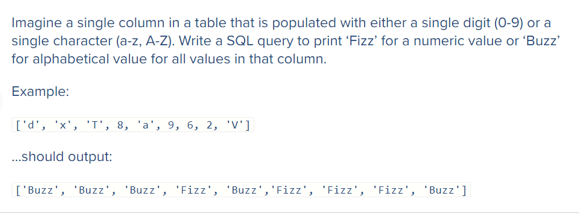 Imagine a single column in a table that is populated with either a single digit (0-9) or a
single character (a-z, A-Z). Write a SQL query to print ‘Fizz’ for a numeric value or ‘Buzz’
for alphabetical value for all values in that column.
Example:
['d', 'x', 'T', 8, 'a', 9, 6, 2, 'V']
...should output:
['Buzz', 'Buzz', 'Buzz', 'Fizz', 'Buzz','Fizz', 'Fizz', 'Fizz', 'Buzz']